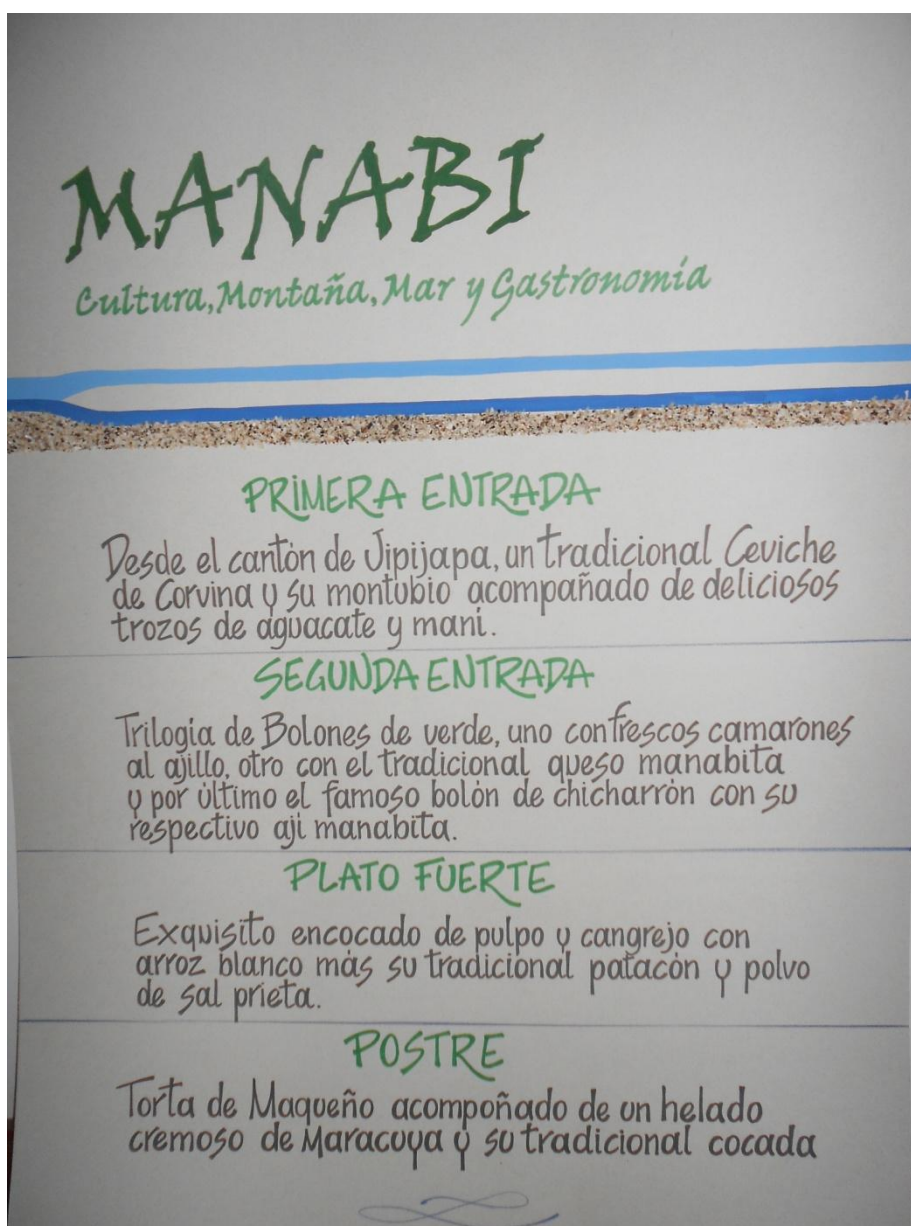 MANABI
Cultura, Montaña, Mar y Gastronomía
PRIMERA ENTRADA
Desde el cantón de Jipijapa, un tradicional Ceviche
de Corvina y su montubio acompañado de deliciosos
trozos de aguacate y maní.
SEGUNDA ENTRADA
Trilogía de Bolones de verde, uno con frescos camarones
al ajillo, otro con el tradicional queso manabita
y por último el famoso bolón de chicharrón con su
respectivo ají manabita.
PLATO FUERTE
Exquisito encocado de pulpo y cangrejo con
arroz blanco más su tradicional patacón y polvo
de sal prieta.
POSTRE
Torta de Maqueño acompoñado de un helado
cremoso de Maracuya y su tradicional cocada